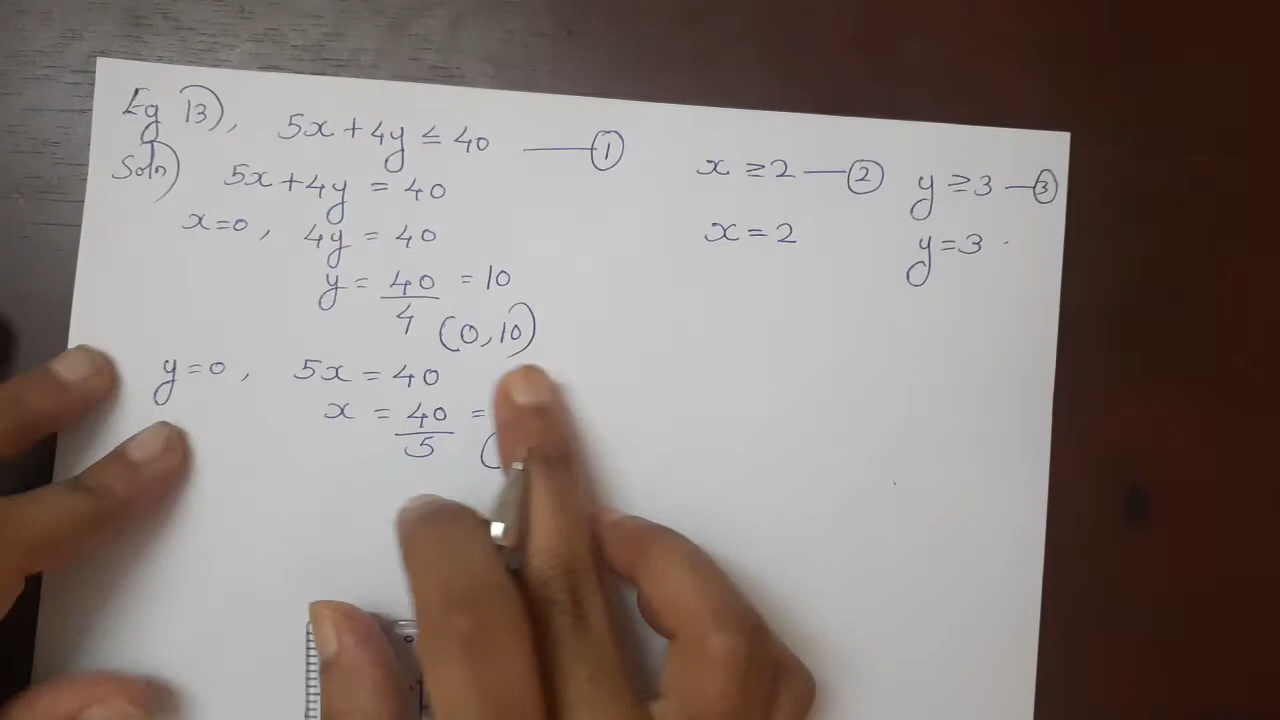 Eg 13), 5x + 4y ≤ 40 —— ① x ≥ 2 —— ② y ≥ 3 — ③
Soln) 5x + 4y = 40 x = 2 y = 3
x = 0, 4y = 40
y = 40/4 = 10
(0, 10)
y = 0, 5x = 40
x = 40/5 =
(